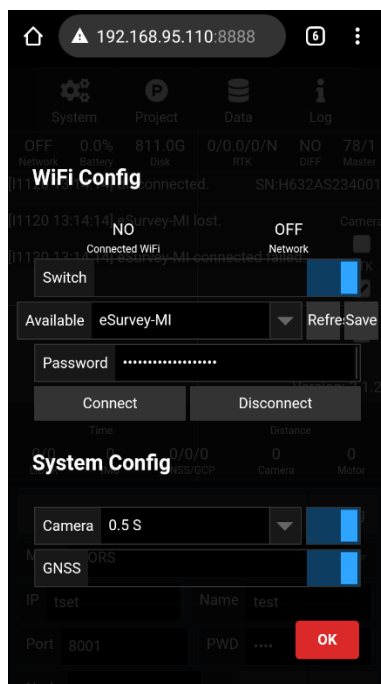 192.168.95.110:8888
6
System Project Data Log
OFF 0.0% 811.0G 0/0.0/0/N NO 78/1
Network Battery Disk RTK DIFF Master
SN:H632AS234001
WiFi Config
[I1120 13:14:14] eSurvey-MI lost. Camera
NO OFF
Connected WiFi Network
[I1120 13:14:14] eSurvey-MI connected failed.
Switch
Available eSurvey-MI Refre Save
Password ••••••••••••••••••
Connect Disconnect
Time Distance
0/0/0 0 0
Camera Motor
System Config
Camera 0.5 S
GNSS
IP tset Name test
Port 8001 PWD ••••
OK